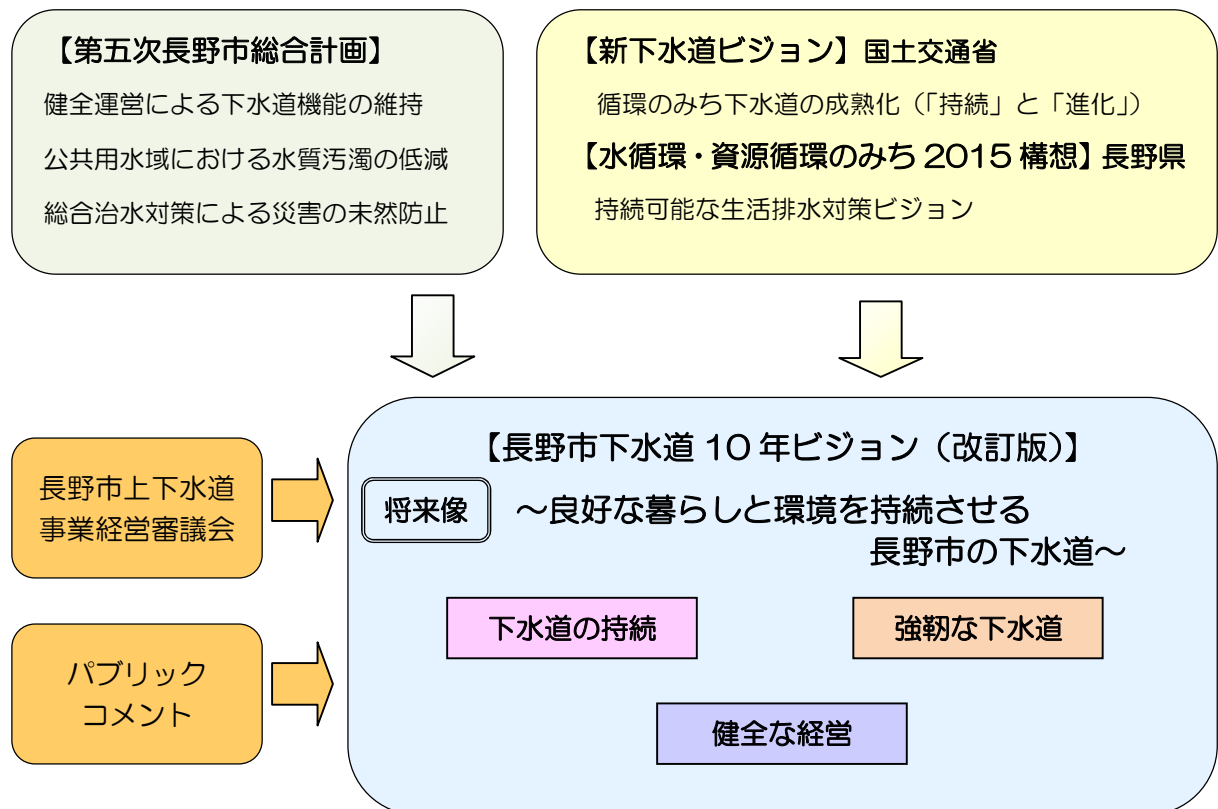 【第五次長野市総合計画】
健全運営による下水道機能の維持
公共用水域における水質汚濁の低減
総合治水対策による災害の未然防止
【新下水道ビジョン】国土交通省
循環のみち下水道の成熟化（「持続」と「進化」）
【水循環・資源循環のみち 2015 構想】長野県
持続可能な生活排水対策ビジョン
長野市上下水道
事業経営審議会
パブリック
コメント
【長野市下水道 10 年ビジョン（改訂版）】
将来像
～良好な暮らしと環境を持続させる
長野市の下水道～
下水道の持続
強靭な下水道
健全な経営